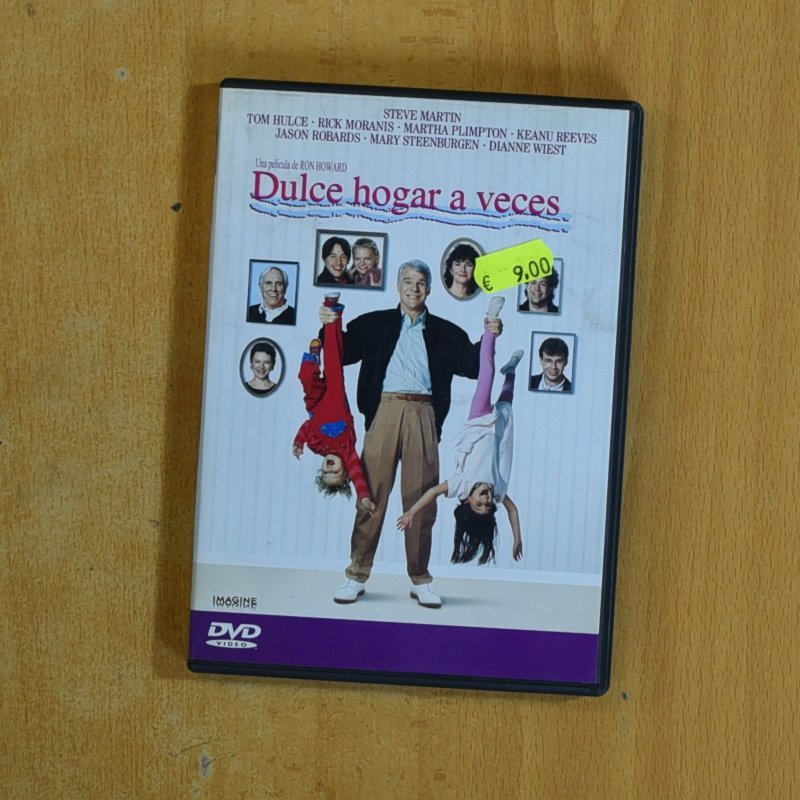 STEVE MARTIN
TOM HULCE · RICK MORANIS · MARTHA PLIMPTON · KEANU REEVES
JASON ROBARDS · MARY STEENBURGEN · DIANNE WIEST
Una película de RON HOWARD
Dulce hogar a veces
€ 9.00
IMAGINE
DVD
VIDEO